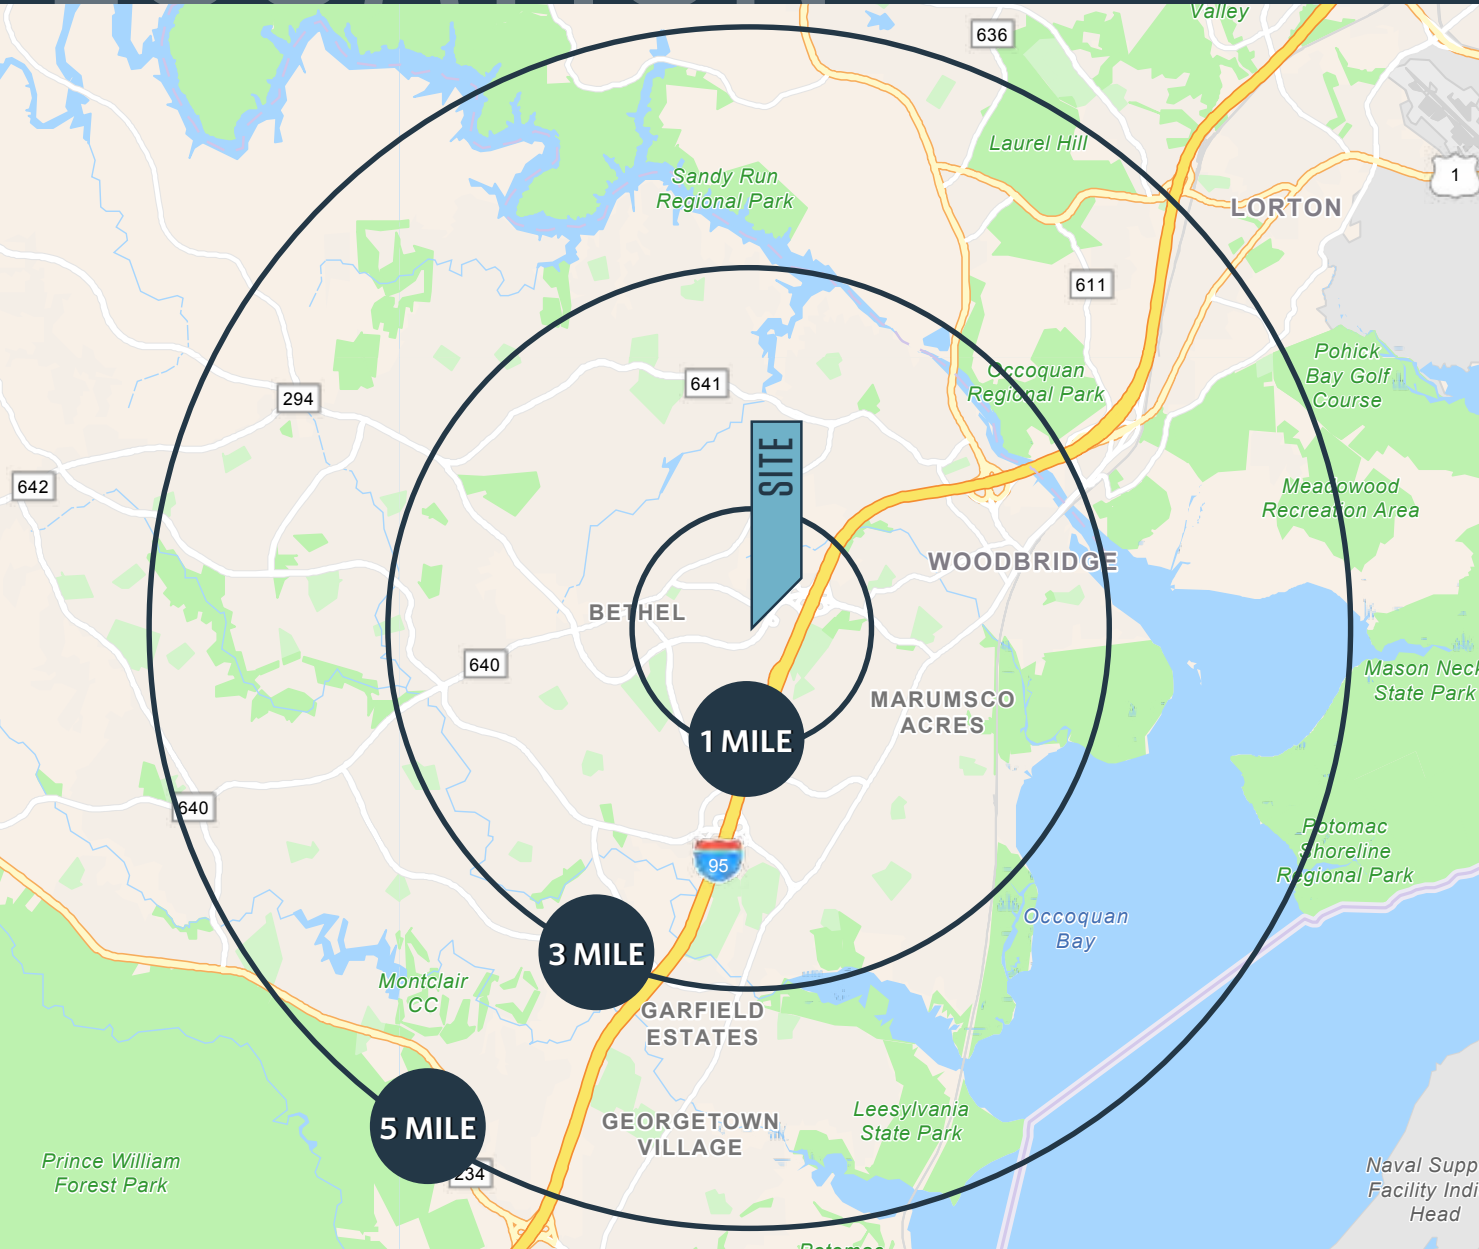 Valley
636
Laurel Hill
Sandy Run
Regional Park
1
LORTON
611
Pohick
Bay Golf
Course
Occoquan
Regional Park
641
294
SITE
642
Meadowood
Recreation Area
WOODBRIDGE
BETHEL
640
Mason Neck
State Park
MARUMSCO
ACRES
1 MILE
640
95
Potomac
Shoreline
Regional Park
Occoquan
Bay
3 MILE
Montclair
CC
GARFIELD
ESTATES
Leesylvania
State Park
GEORGETOWN
VILLAGE
5 MILE
234
Prince William
Forest Park
Naval Supp
Facility Indi
Head